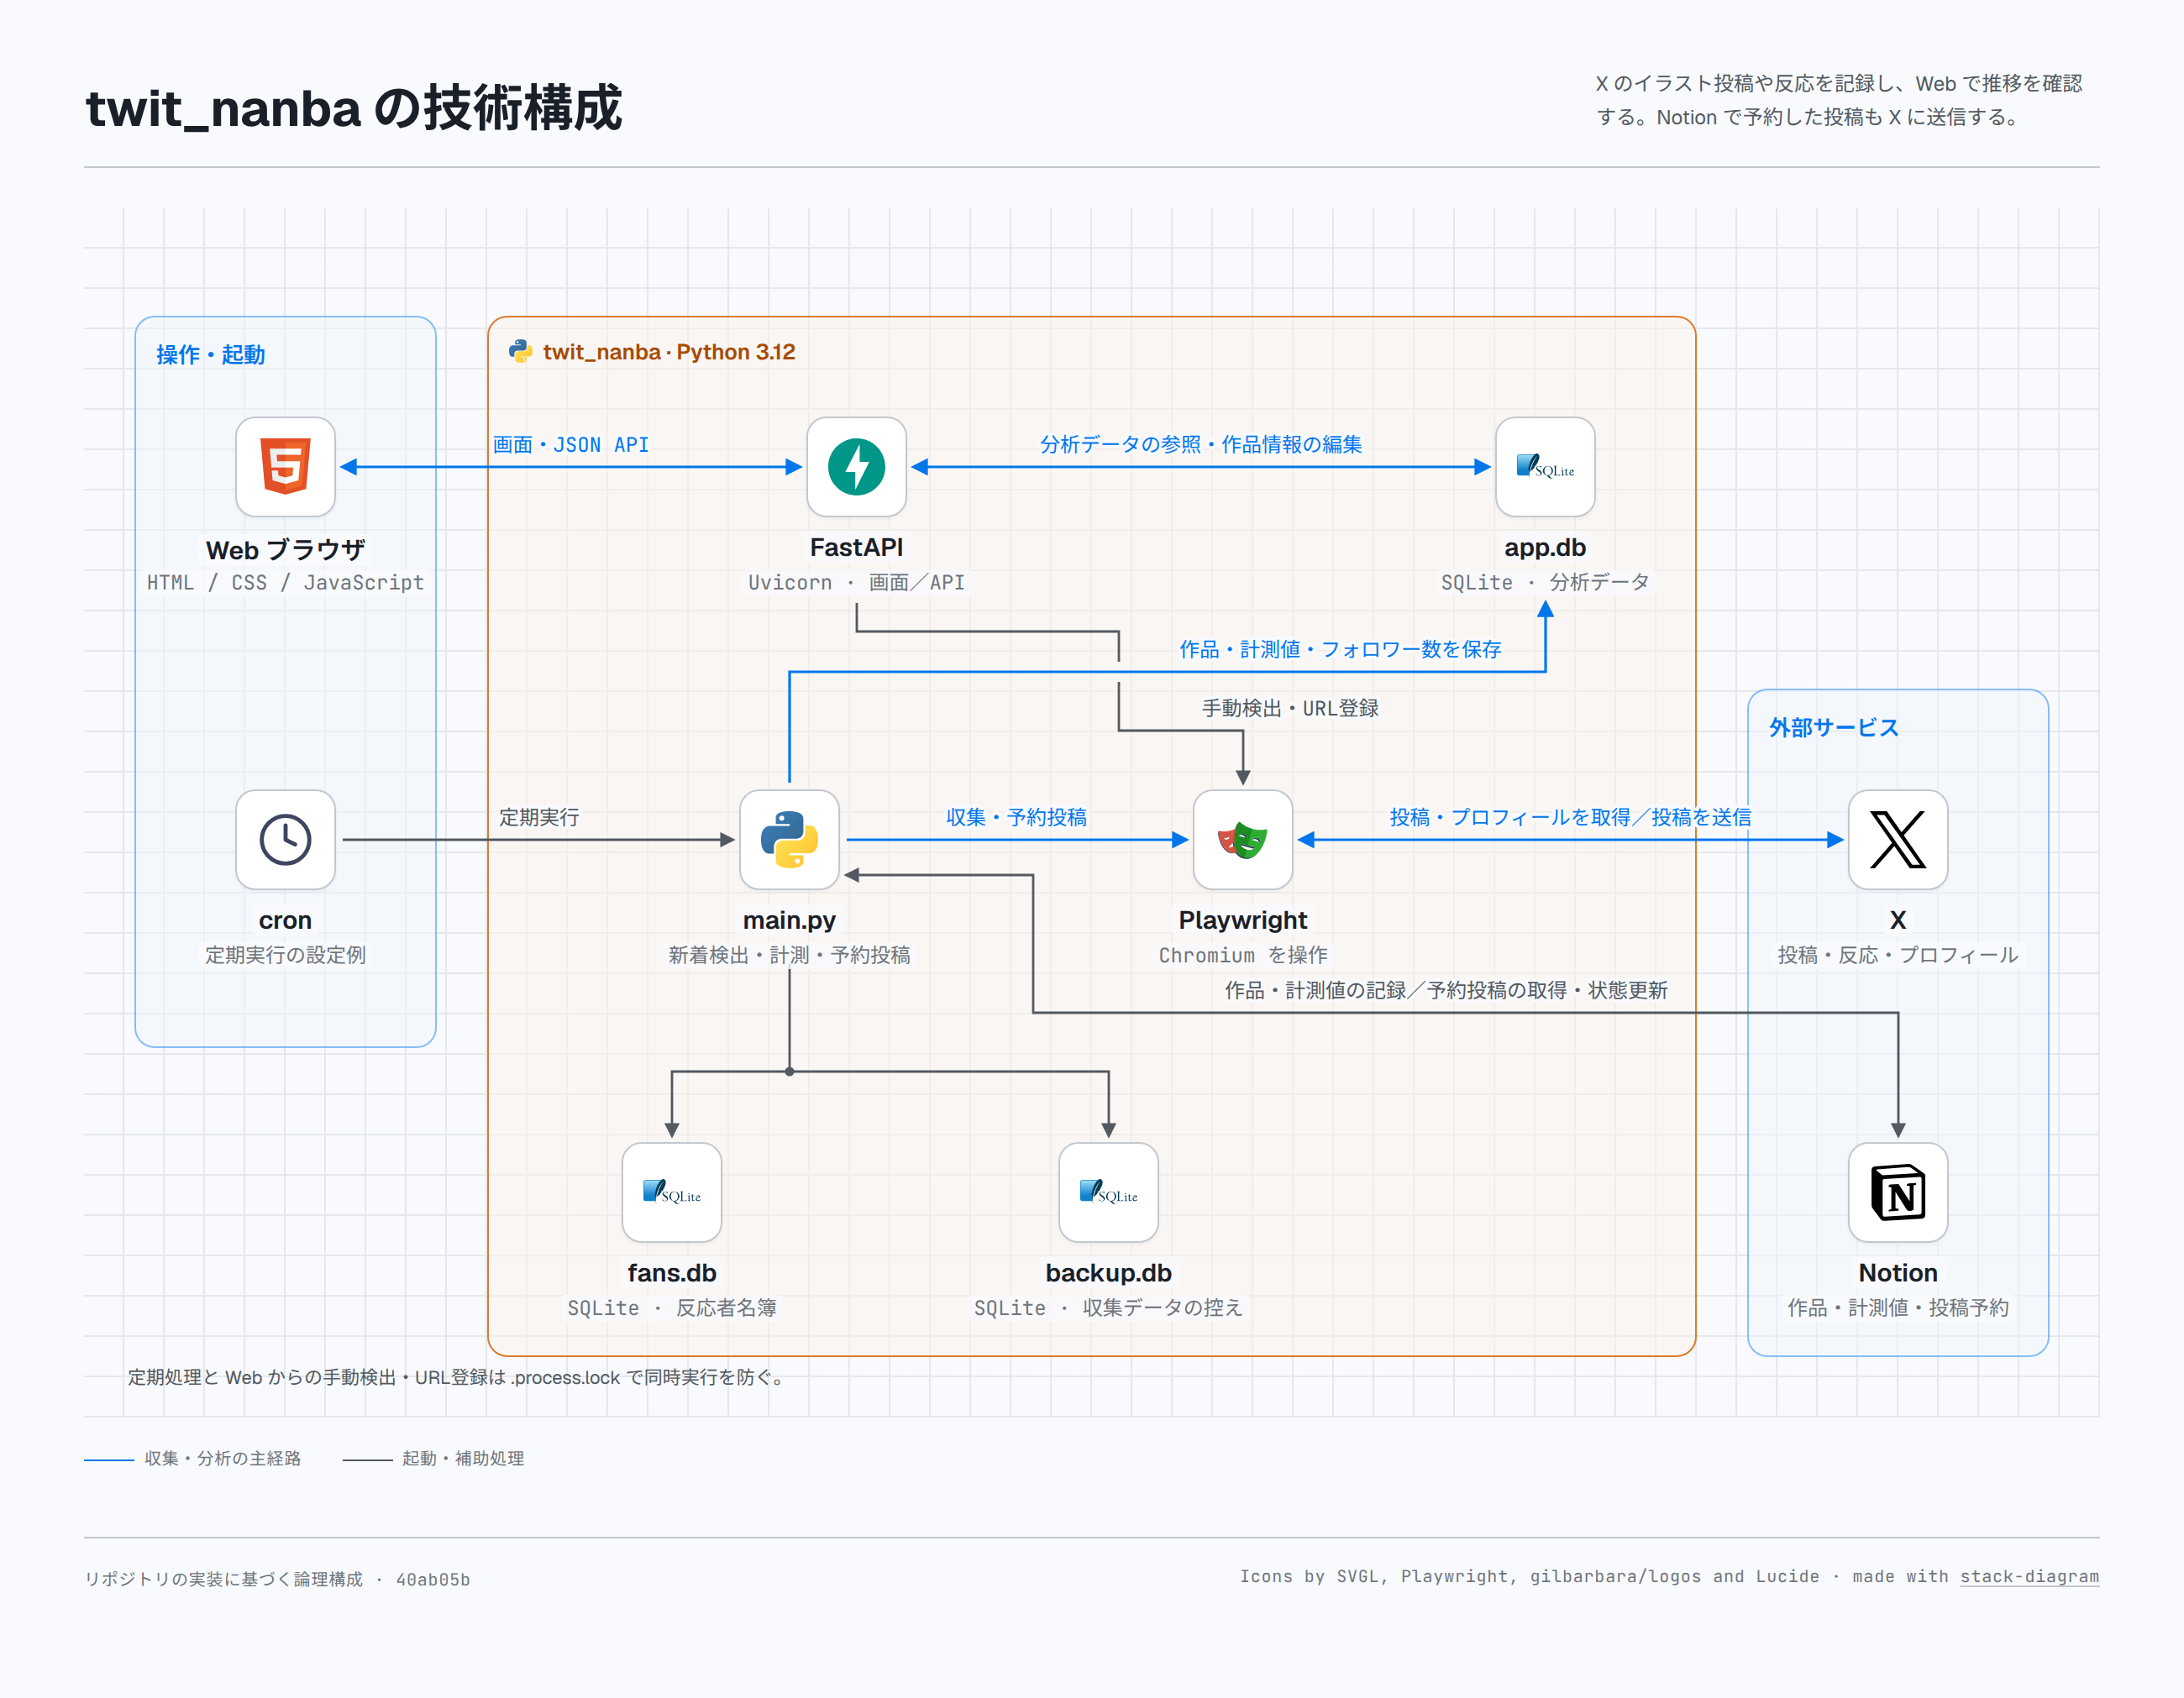 twit_nanba の技術構成
X のイラスト投稿や反応を記録し、Web で推移を確認
する。Notion で予約した投稿も X に送信する。
操作・起動
twit_nanba · Python 3.12
画面・JSON API
分析データの参照・作品情報の編集
SQLite
Web ブラウザ
HTML / CSS / JavaScript
FastAPI
Uvicorn · 画面／API
app.db
SQLite · 分析データ
作品・計測値・フォロワー数を保存
手動検出・URL登録
外部サービス
定期実行
収集・予約投稿
投稿・プロフィールを取得／投稿を送信
cron
定期実行の設定例
main.py
新着検出・計測・予約投稿
Playwright
Chromium を操作
X
投稿・反応・プロフィール
作品・計測値の記録／予約投稿の取得・状態更新
SQLite
SQLite
fans.db
SQLite · 反応者名簿
backup.db
SQLite · 収集データの控え
Notion
作品・計測値・投稿予約
定期処理と Web からの手動検出・URL登録は .process.lock で同時実行を防ぐ。
収集・分析の主経路
起動・補助処理
リポジトリの実装に基づく論理構成 · 40ab05b
Icons by SVGL, Playwright, gilbarbara/logos and Lucide · made with stack-diagram